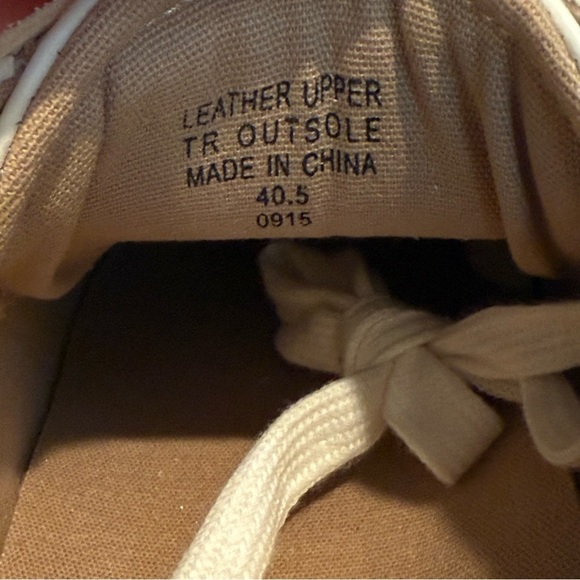 LEATHER UPPER
TR OUTSOLE
MADE IN CHINA
40.5
0915